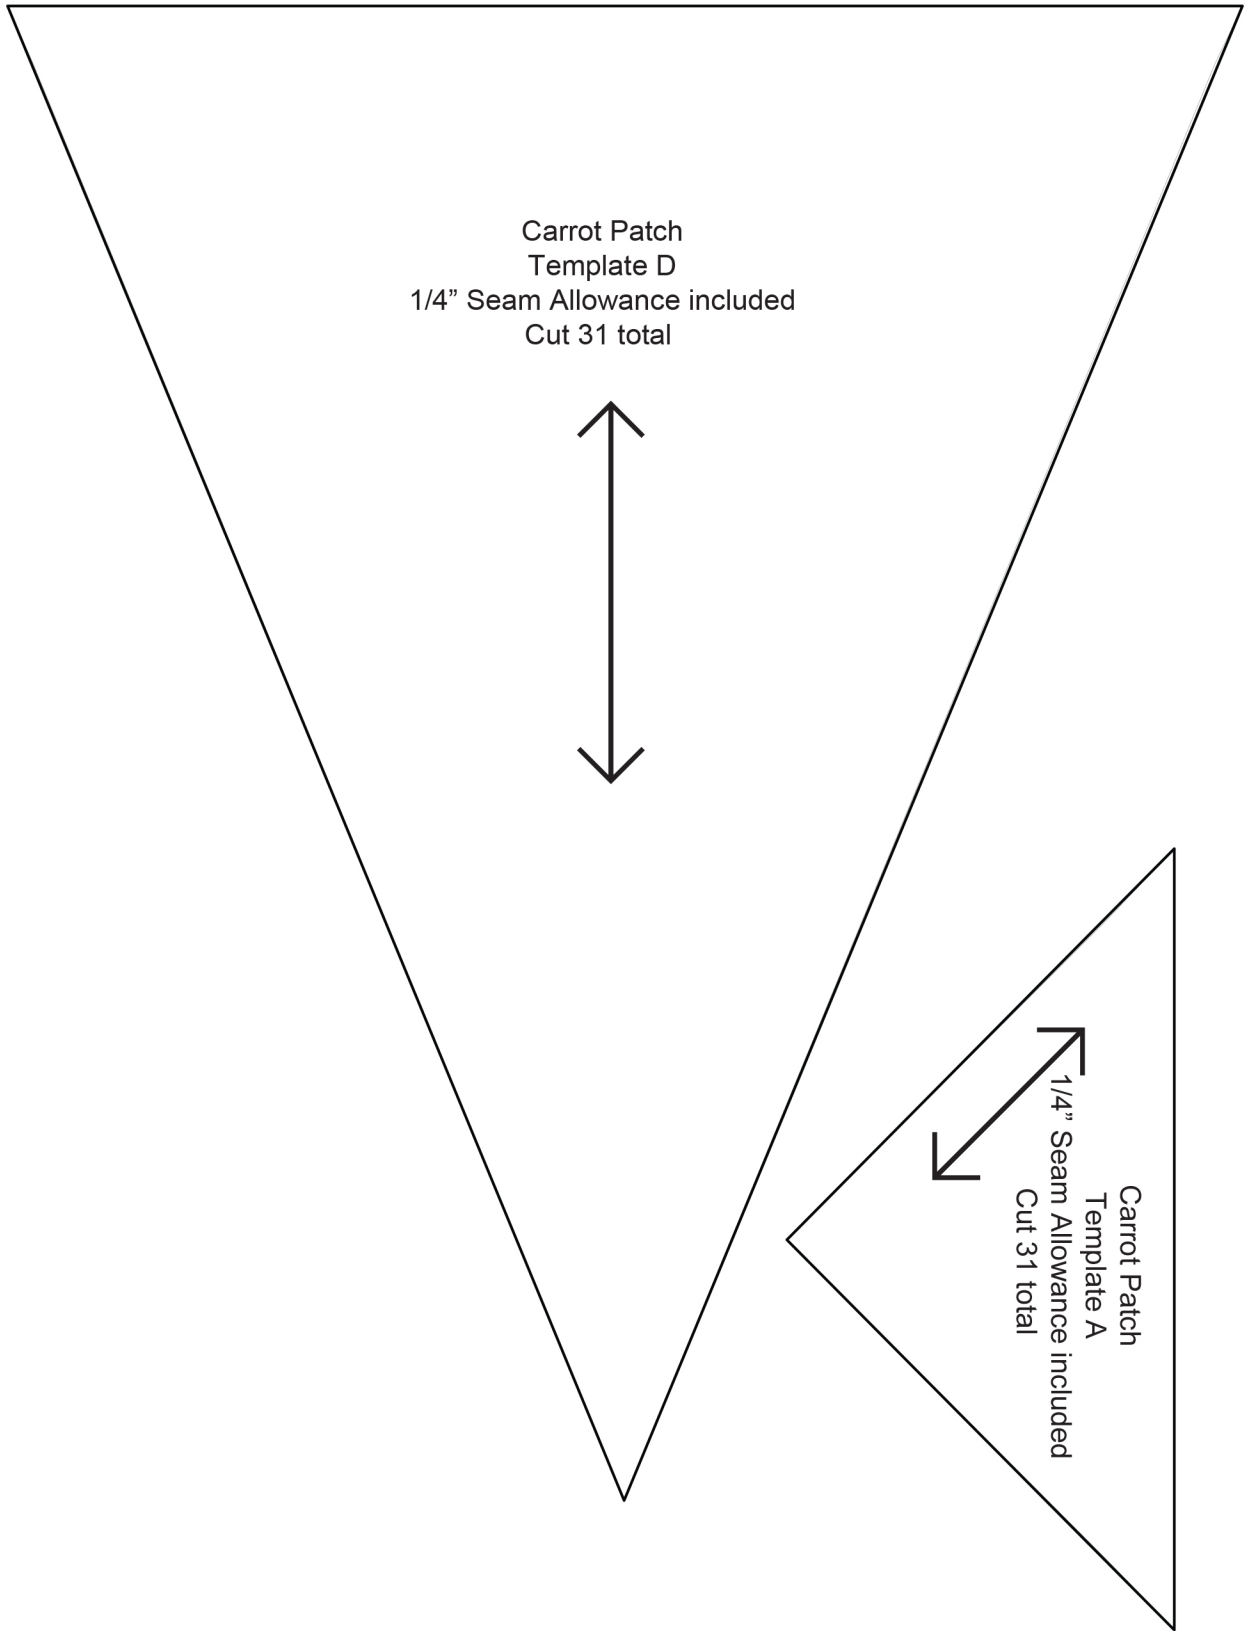 Carrot Patch
Template D
1/4” Seam Allowance included
Cut 31 total
Carrot Patch
Template A
1/4” Seam Allowance included
Cut 31 total